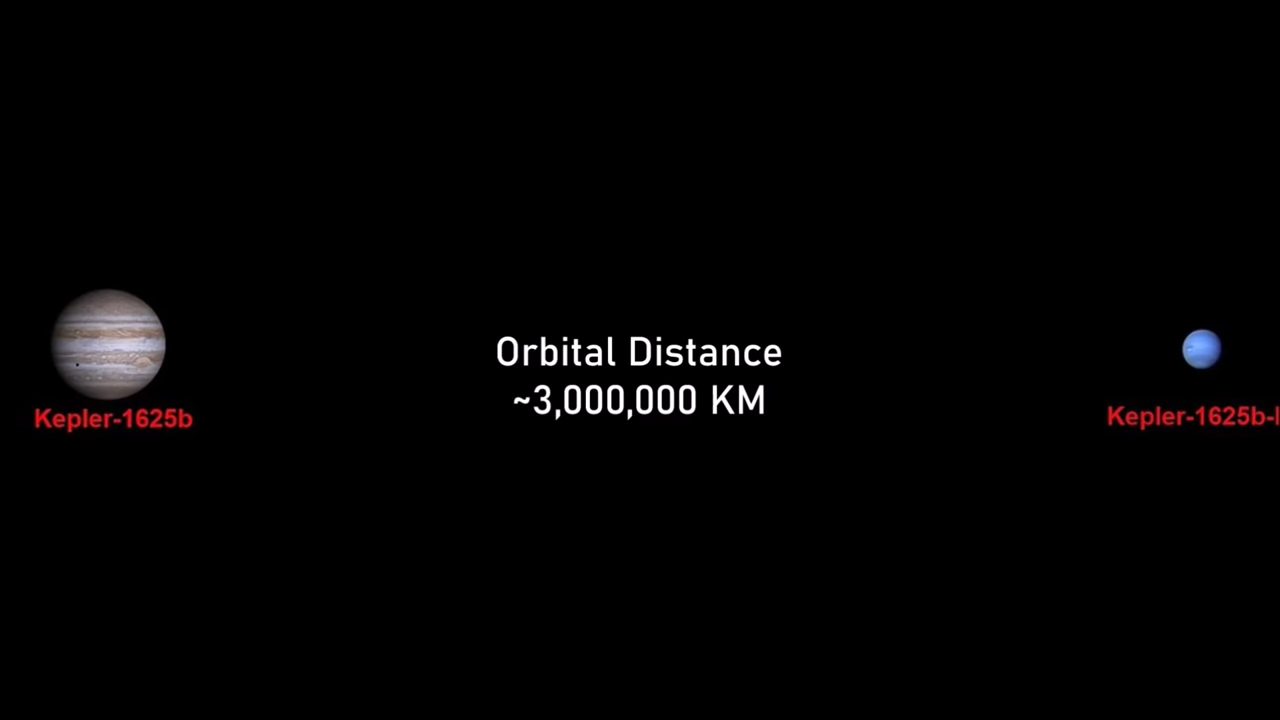 Orbital Distance
~3,000,000 KM
Kepler-1625b
Kepler-1625b-I